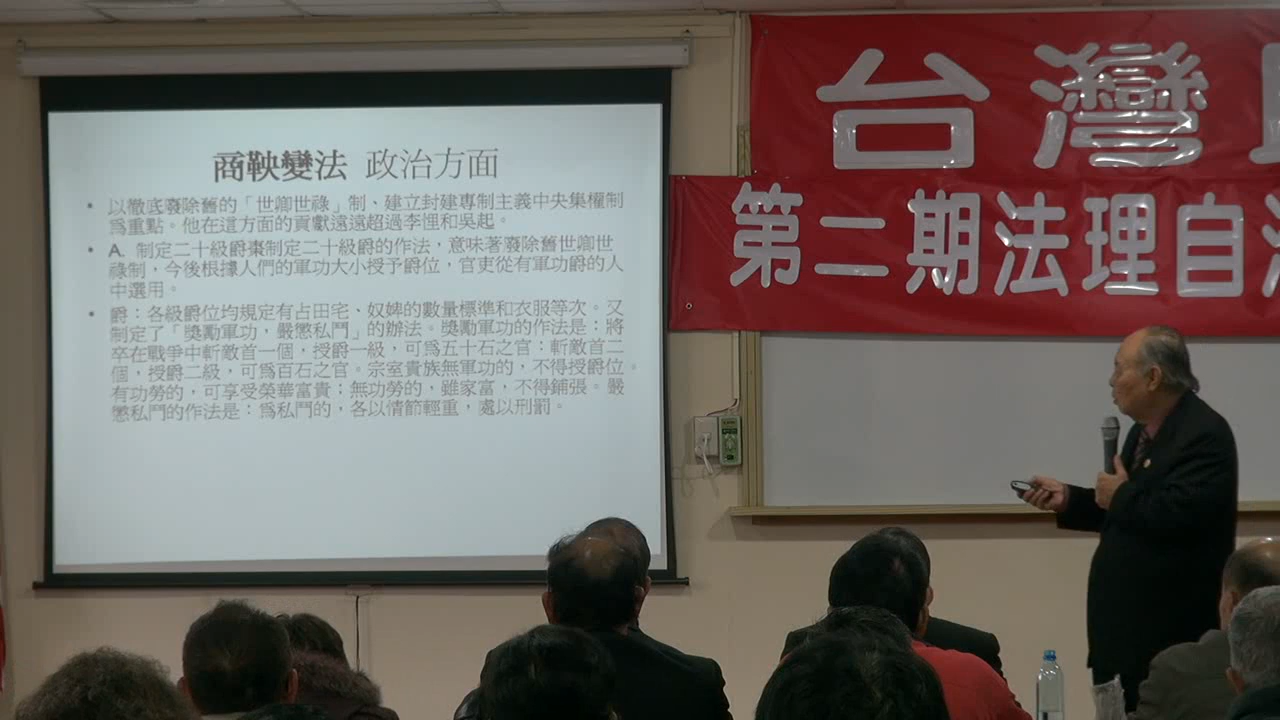 商鞅變法 政治方面
• 以徹底廢除舊的「世卿世祿」制、建立封建專制主義中央集權制
為重點。他在這方面的貢獻遠遠超過李悝和吳起。
• A. 制定二十級爵棗制定二十級爵的作法，意味著廢除舊世卿世
祿制，今後根據人們的軍功大小授予爵位，官吏從有軍功爵的人
中選用。
• 爵：各級爵位均規定有占田宅、奴婢的數量標準和衣服等次。又
制定了「獎勵軍功，嚴懲私鬥」的辦法。獎勵軍功的作法是：將
卒在戰爭中斬敵首一個，授爵一級，可為五十石之官；斬敵首二
個，授爵二級，可為百石之官。宗室貴族無軍功的，不得授爵位。
有功勞的，可享受榮華富貴；無功勞的，雖家富，不得鋪張。嚴
懲私鬥的作法是：為私鬥的，各以情節輕重，處以刑罰。
台灣
第二期法理自治